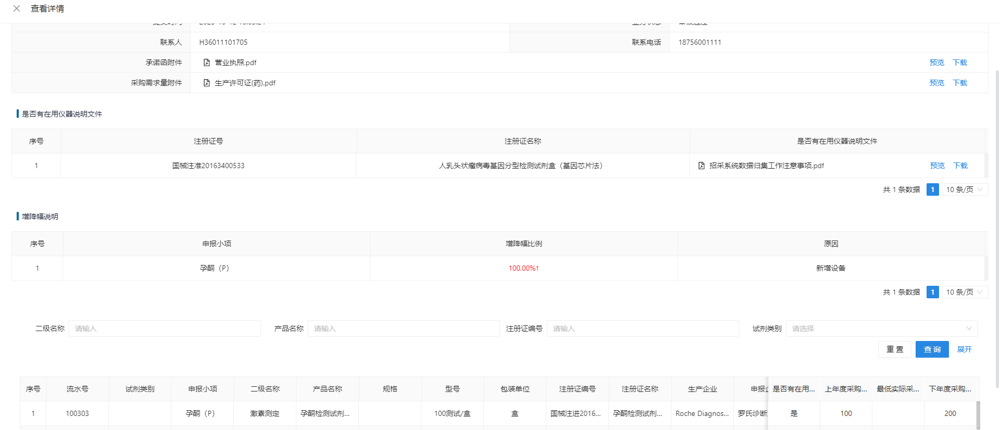 查看详情
联系人 H36011101705 联系电话 18756001111
承诺函附件 营业执照.pdf 预览 下载
采购需求量附件 生产许可证(药).pdf 预览 下载
是否有在用仪器说明文件
序号 注册证号 注册证名称 是否有在用仪器说明文件
1 国械注准20163400533 人乳头状瘤病毒基因分型检测试剂盒（基因芯片法） 招采系统数据归集工作注意事项.pdf 预览 下载
共 1 条数据 1 10 条/页
增降幅说明
序号 申报小项 增降幅比例 原因
1 孕酮（P） 100.00%↑ 新增设备
共 1 条数据 1 10 条/页
二级名称 请输入 产品名称 请输入 注册证编号 请输入 试剂类别 请选择
重 置 查 询 展开
序号 流水号 试剂类别 申报小项 二级名称 产品名称 规格 型号 包装单位 注册证编号 注册证名称 生产企业 申报 是否有在用... 上年度采购... 最低实际采... 下年度采购...
1 100303 孕酮（P） 激素测定 孕酮检测试剂... 100测试/盒 盒 国械注进2016... 孕酮检测试剂... Roche Diagnos... 罗氏诊断 是 100 200